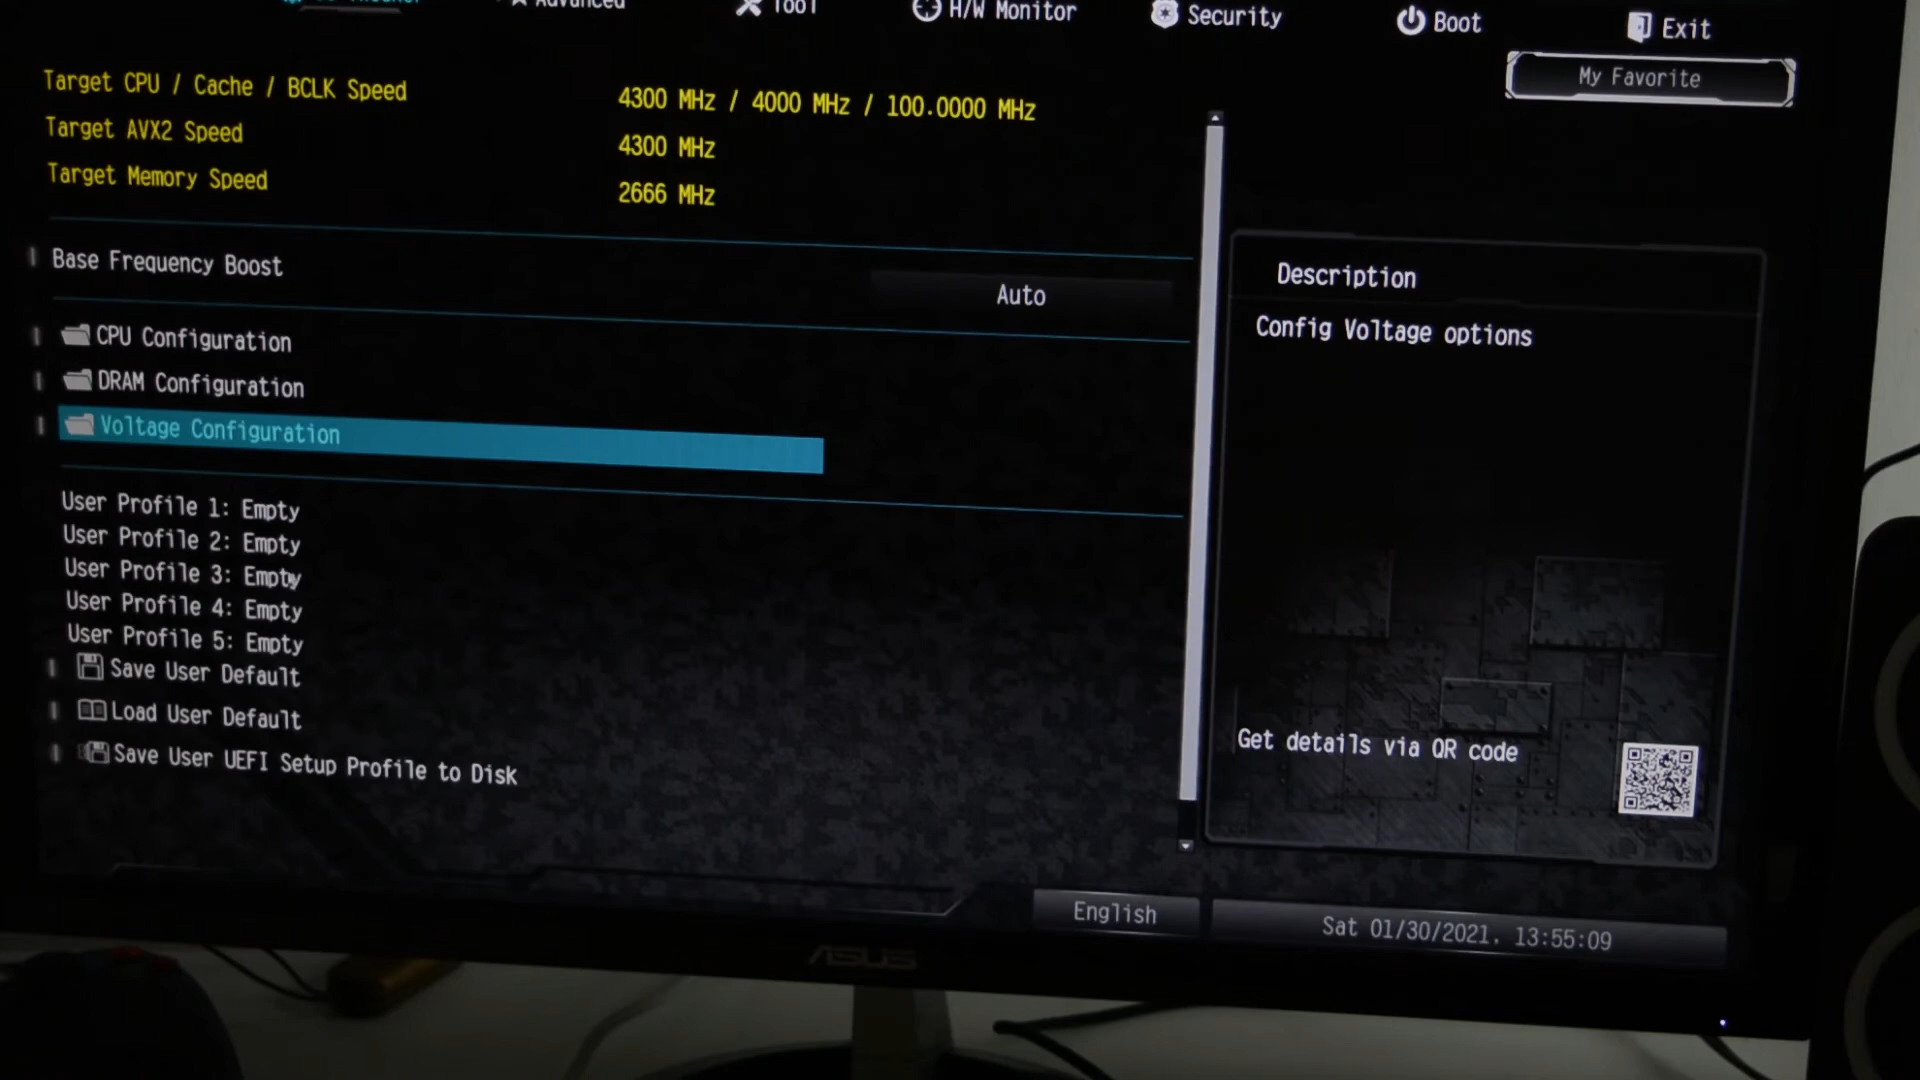 Advanced
Tool
H/W Monitor
Security
Boot
Exit
My Favorite
Target CPU / Cache / BCLK Speed 4300 MHz / 4000 MHz / 100.0000 MHz
Target AVX2 Speed 4300 MHz
Target Memory Speed 2666 MHz
Base Frequency Boost Auto
CPU Configuration
DRAM Configuration
Voltage Configuration
User Profile 1: Empty
User Profile 2: Empty
User Profile 3: Empty
User Profile 4: Empty
User Profile 5: Empty
Save User Default
Load User Default
Save User UEFI Setup Profile to Disk
Description
Config Voltage options
Get details via QR code
English
Sat 01/30/2021, 13:55:09
ASUS